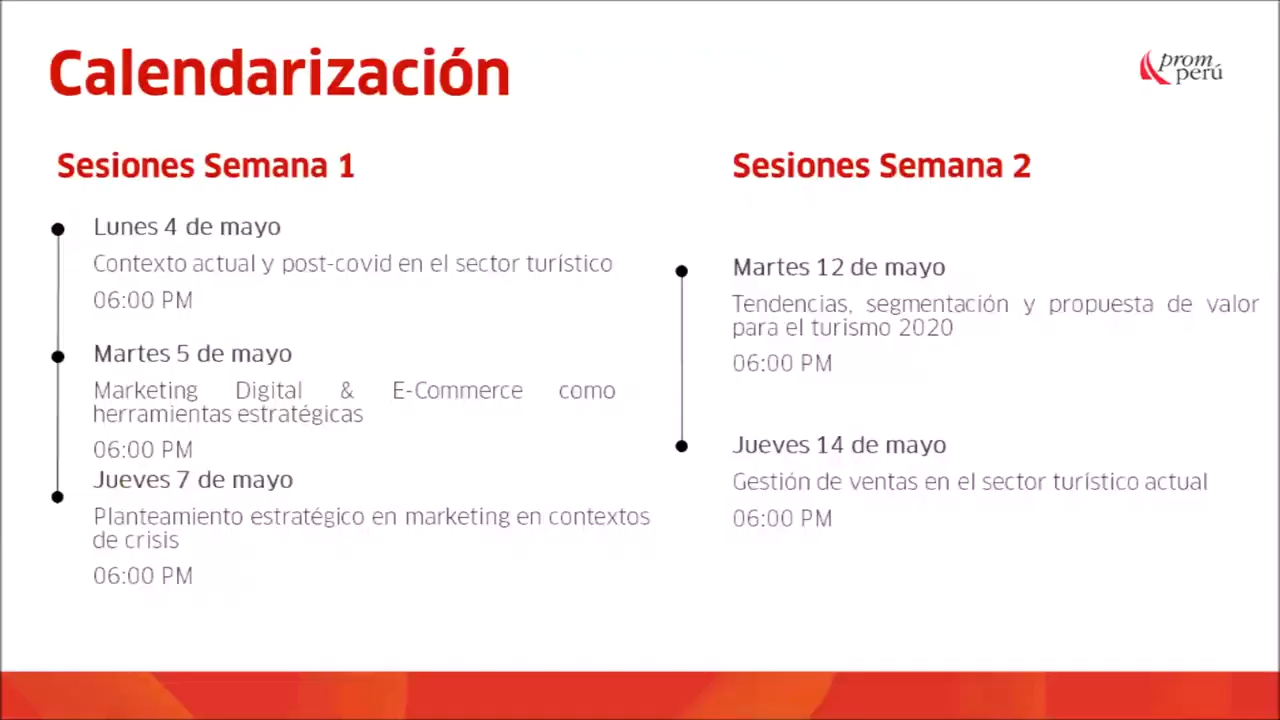 Calendarización
prom
perú
Sesiones Semana 1
Lunes 4 de mayo
Contexto actual y post-covid en el sector turístico
06:00 PM
Martes 5 de mayo
Marketing Digital & E-Commerce como
herramientas estratégicas
06:00 PM
Jueves 7 de mayo
Planteamiento estratégico en marketing en contextos
de crisis
06:00 PM
Sesiones Semana 2
Martes 12 de mayo
Tendencias, segmentación y propuesta de valor
para el turismo 2020
06:00 PM
Jueves 14 de mayo
Gestión de ventas en el sector turístico actual
06:00 PM